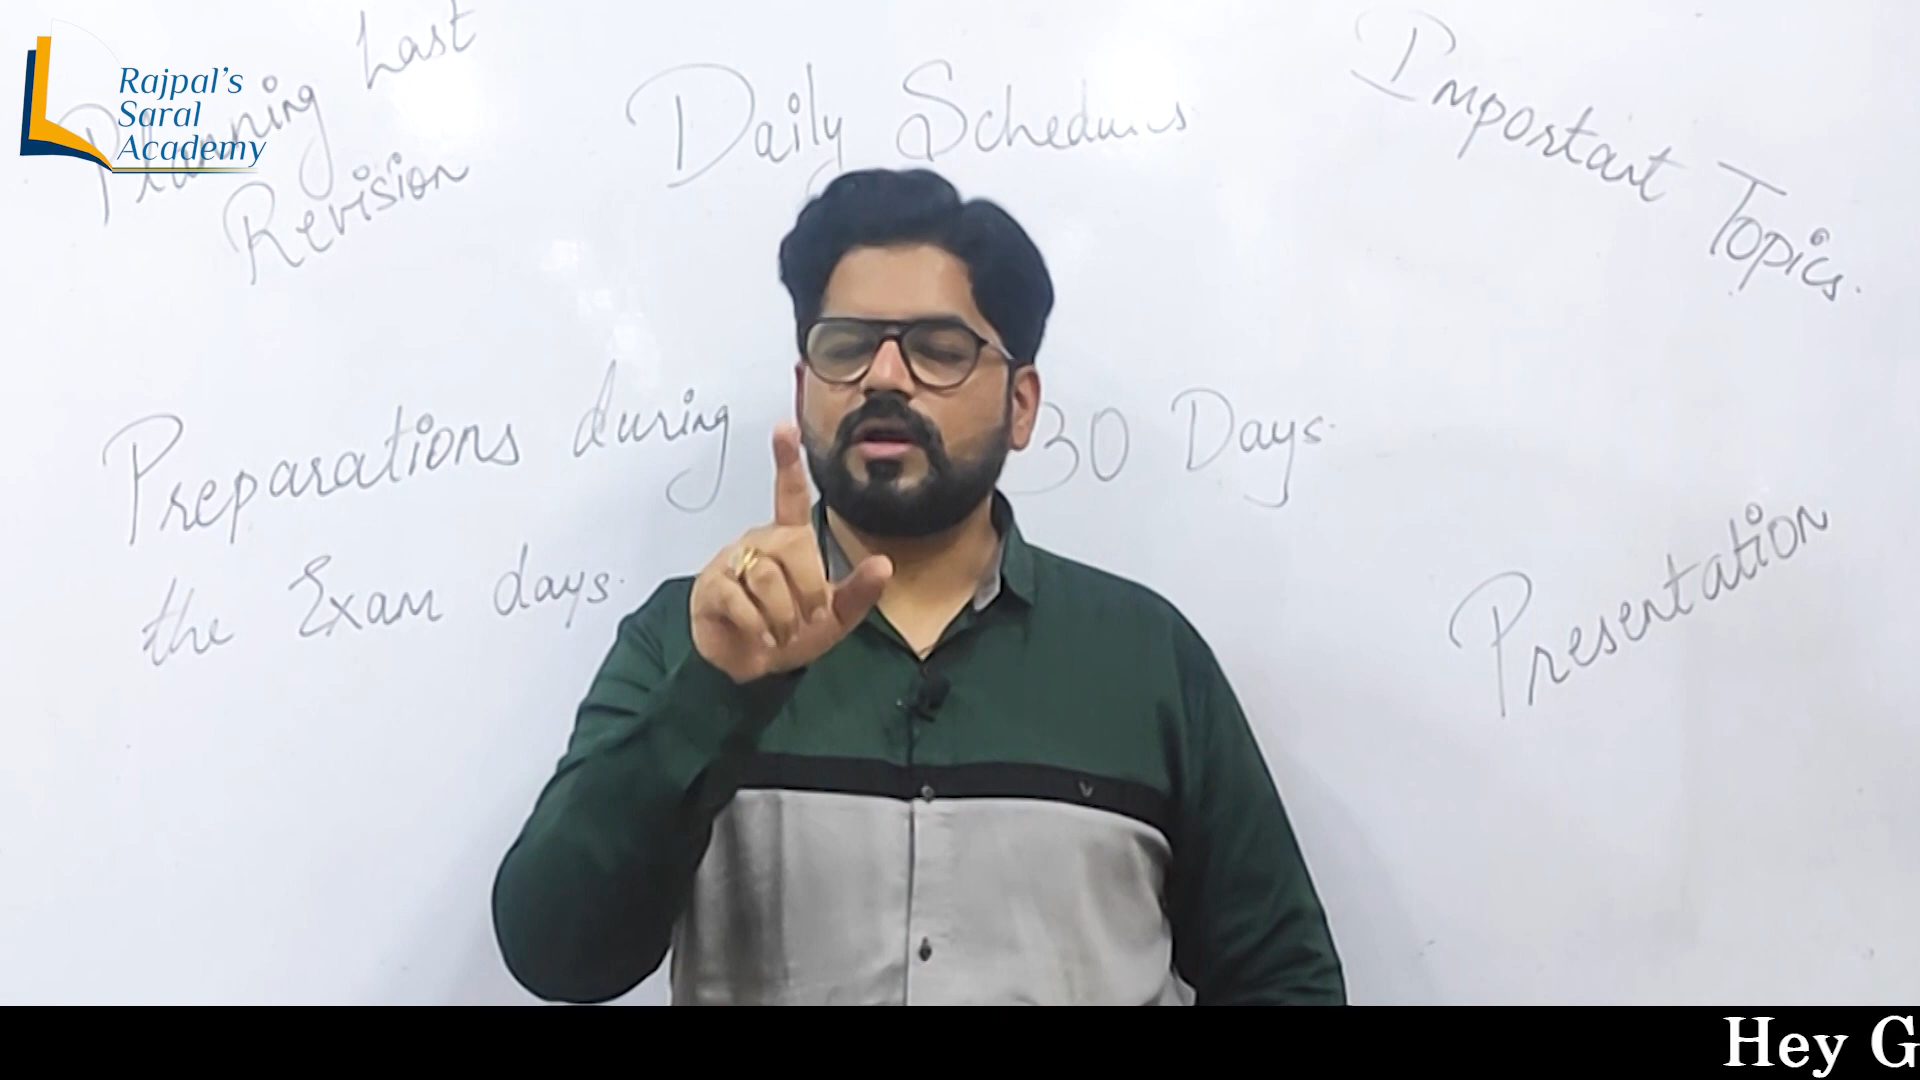 Rajpal's
Saral
Academy
Planning Last
Revision
Daily Schedules
Important Topics.
Preparations during 30 Days.
the Exam days.
Presentation
V
Hey G